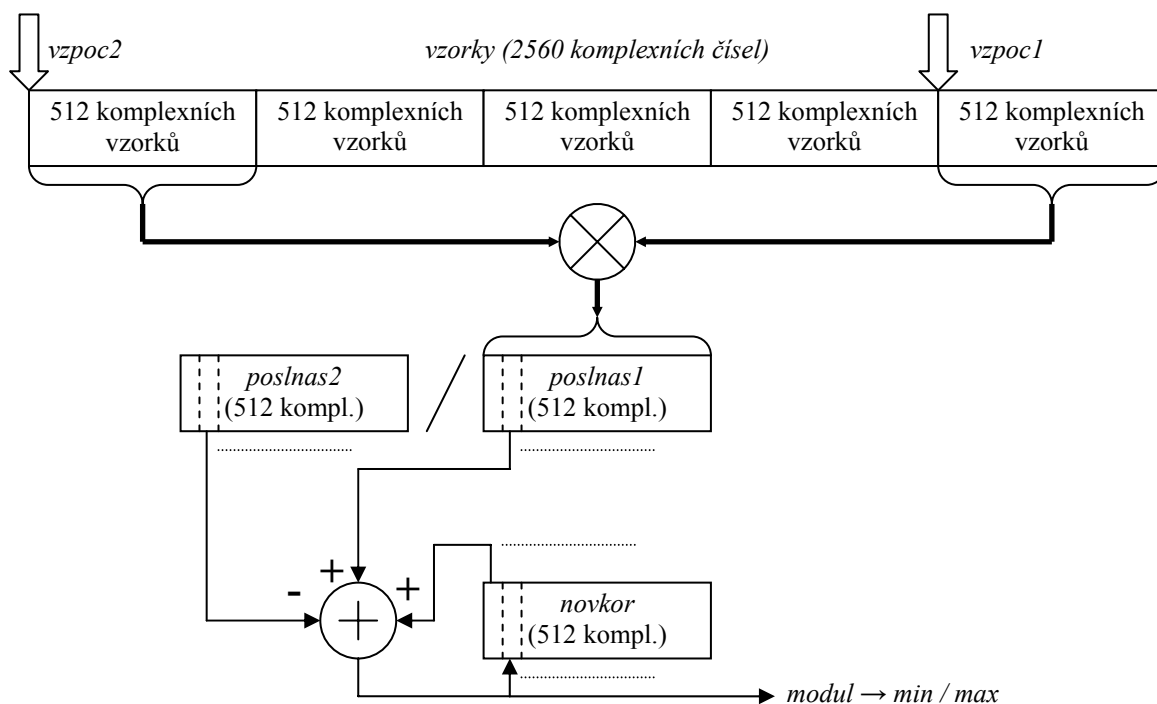 vzpoc2
vzorky (2560 komplexních čísel)
vzpoc1
512 komplexních
vzorků
512 komplexních
vzorků
512 komplexních
vzorků
512 komplexních
vzorků
512 komplexních
vzorků
poslnas2
(512 kompl.)
/
poslnas1
(512 kompl.)
-
+
+
novkor
(512 kompl.)
modul → min / max